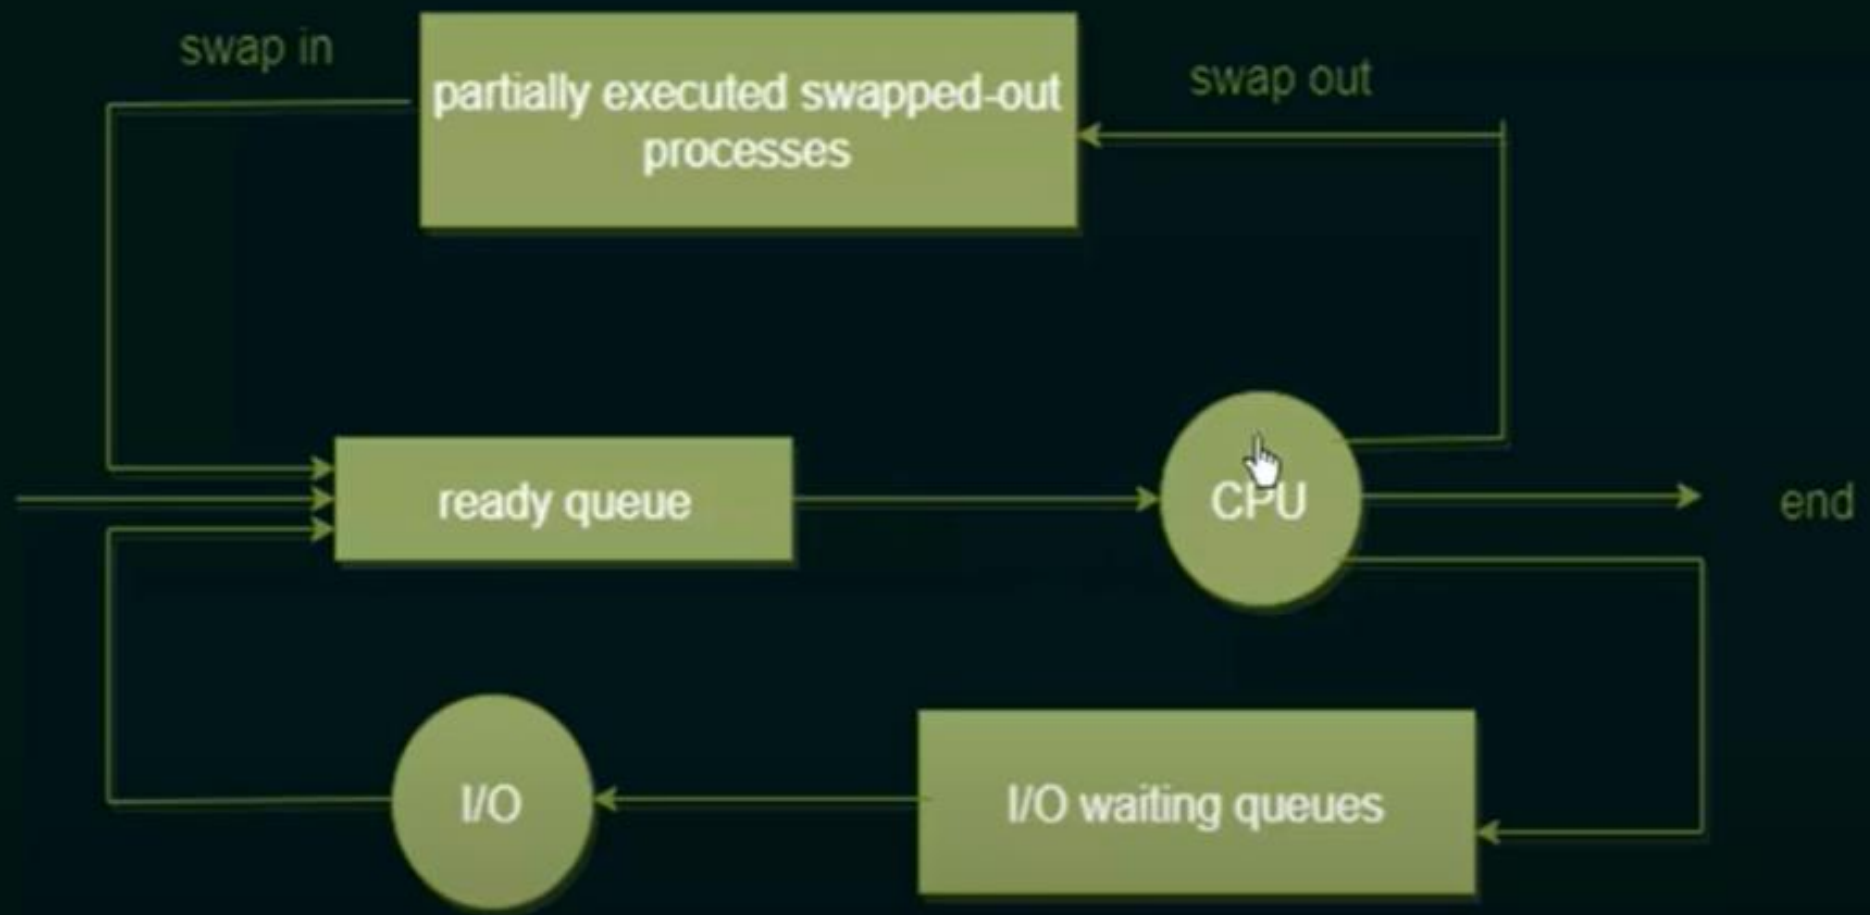 swap in
partially executed swapped-out
processes
swap out
ready queue
CPU
end
I/O
I/O waiting queues